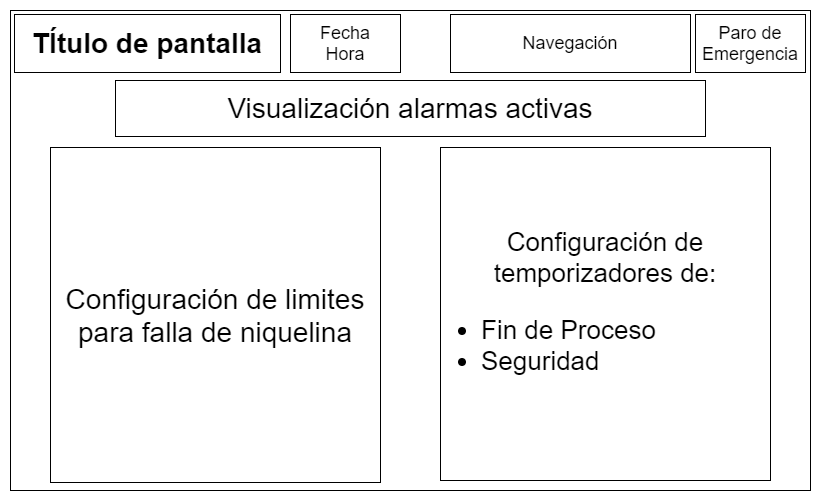 TÍtulo de pantalla
Fecha
Hora
Navegación
Paro de
Emergencia
Visualización alarmas activas
Configuración de limites
para falla de niquelina
Configuración de
temporizadores de:
• Fin de Proceso
• Seguridad